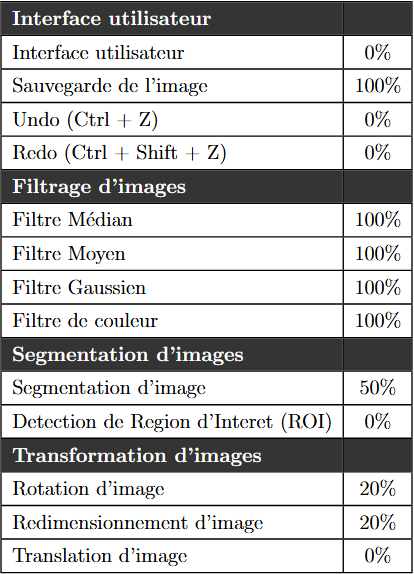 Interface utilisateur
Interface utilisateur 0%
Sauvegarde de l'image 100%
Undo (Ctrl + Z) 0%
Redo (Ctrl + Shift + Z) 0%
Filtrage d'images
Filtre Médian 100%
Filtre Moyen 100%
Filtre Gaussien 100%
Filtre de couleur 100%
Segmentation d'images
Segmentation d'image 50%
Detection de Region d'Interet (ROI) 0%
Transformation d'images
Rotation d'image 20%
Redimensionnement d'image 20%
Translation d'image 0%